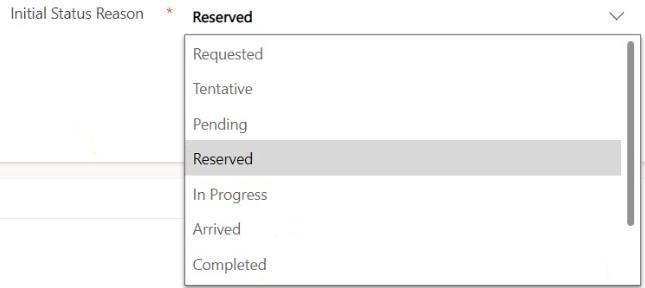 Initial Status Reason * Reserved
Requested
Tentative
Pending
Reserved
In Progress
Arrived
Completed